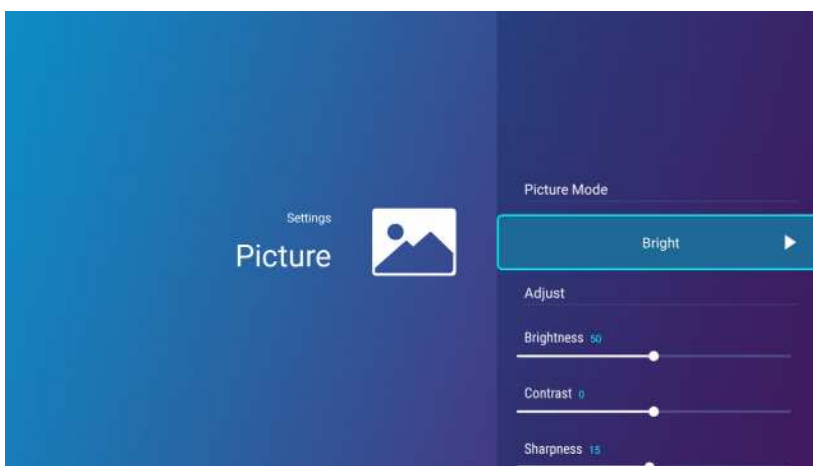 Settings
Picture
Picture Mode
Bright
Adjust
Brightness 50
Contrast 0
Sharpness 15